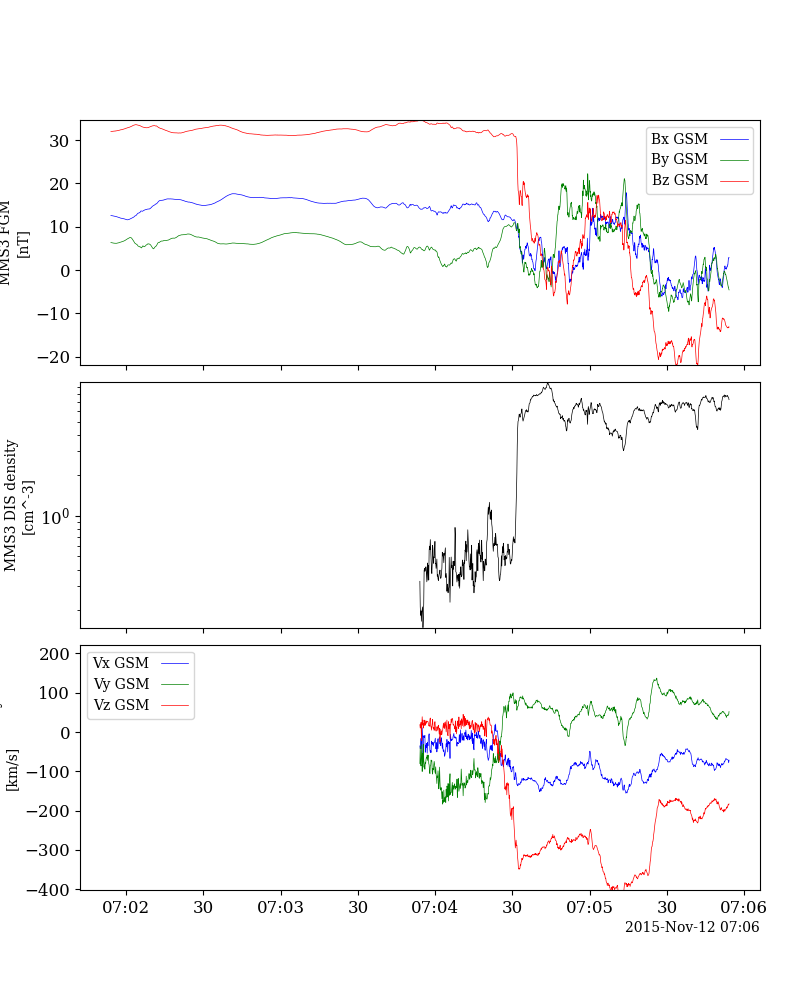 MMS3 FGM
[nT]
30
20
10
0
−10
−20
Bx GSM
By GSM
Bz GSM
MMS3 DIS density
[cm^-3]
10^0
[km/s]
200
100
0
−100
−200
−300
−400
Vx GSM
Vy GSM
Vz GSM
07:02 30 07:03 30 07:04 30 07:05 30 07:06
2015-Nov-12 07:06